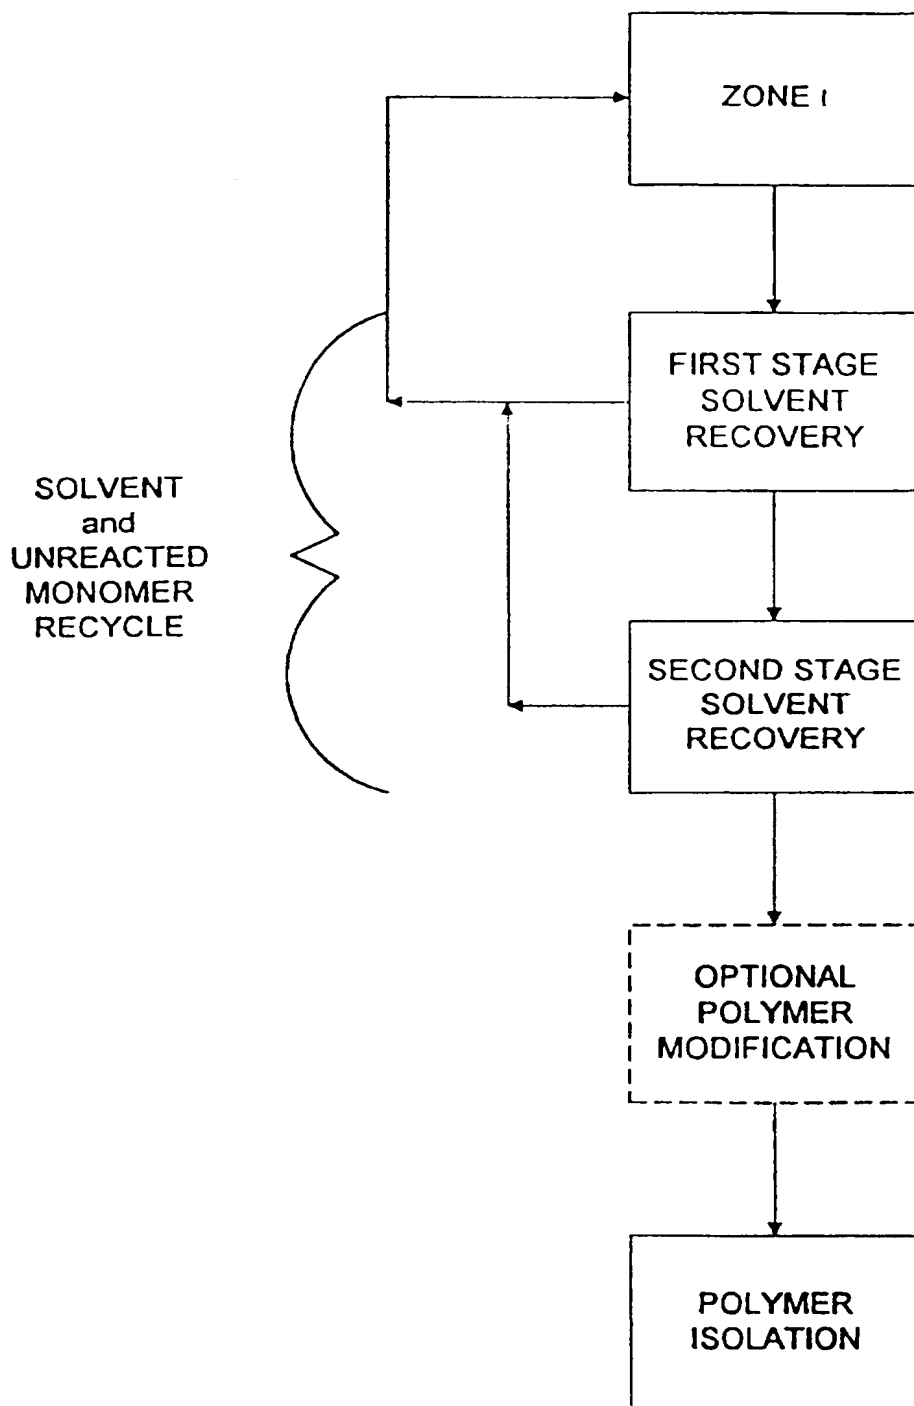 ZONE I
FIRST STAGE
SOLVENT
RECOVERY
SOLVENT
and
UNREACTED
MONOMER
RECYCLE
SECOND STAGE
SOLVENT
RECOVERY
OPTIONAL
POLYMER
MODIFICATION
POLYMER
ISOLATION